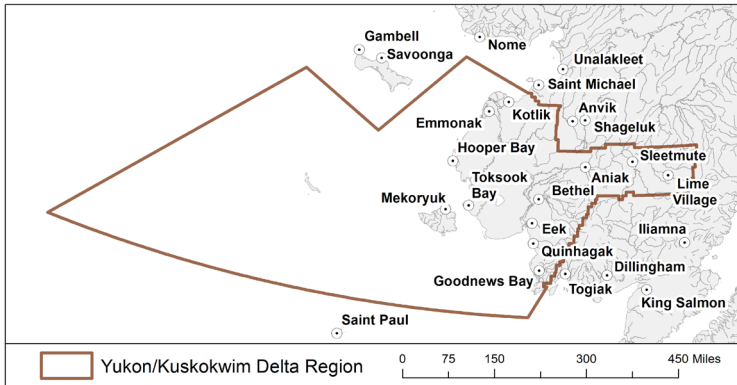 Gambell
Savoonga
Nome
Unalakleet
Saint Michael
Anvik
Kotlik
Emmonak
Shageluk
Hooper Bay
Sleetmute
Toksook
Bay
Aniak
Mekoryuk
Bethel
Lime
Village
Eek
Iliamna
Quinhagak
Goodnews Bay
Dillingham
Togiak
King Salmon
Saint Paul
Yukon/Kuskokwim Delta Region
0 75 150 300 450 Miles